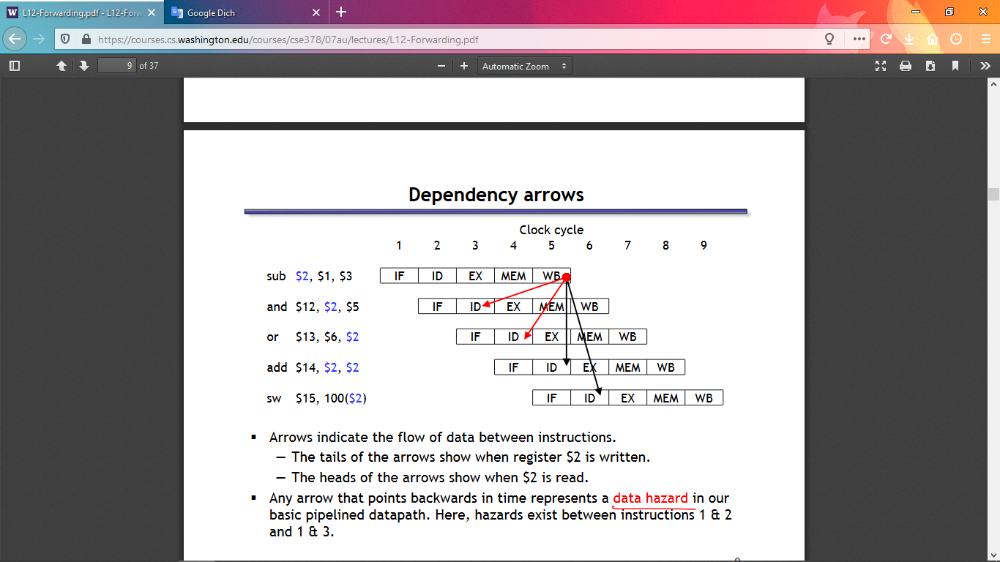 L12-Forwarding.pdf - L12-Forw
Google Dịch
https://courses.cs.washington.edu/courses/cse378/07au/lectures/L12-Forwarding.pdf
9 of 37
Automatic Zoom
Dependency arrows
Clock cycle
1 2 3 4 5 6 7 8 9
sub $2, $1, $3 IF ID EX MEM WB
and $12, $2, $5 IF ID EX MEM WB
or $13, $6, $2 IF ID EX MEM WB
add $14, $2, $2 IF ID EX MEM WB
sw $15, 100($2) IF ID EX MEM WB
▪ Arrows indicate the flow of data between instructions.
— The tails of the arrows show when register $2 is written.
— The heads of the arrows show when $2 is read.
▪ Any arrow that points backwards in time represents a data hazard in our
basic pipelined datapath. Here, hazards exist between instructions 1 & 2
and 1 & 3.